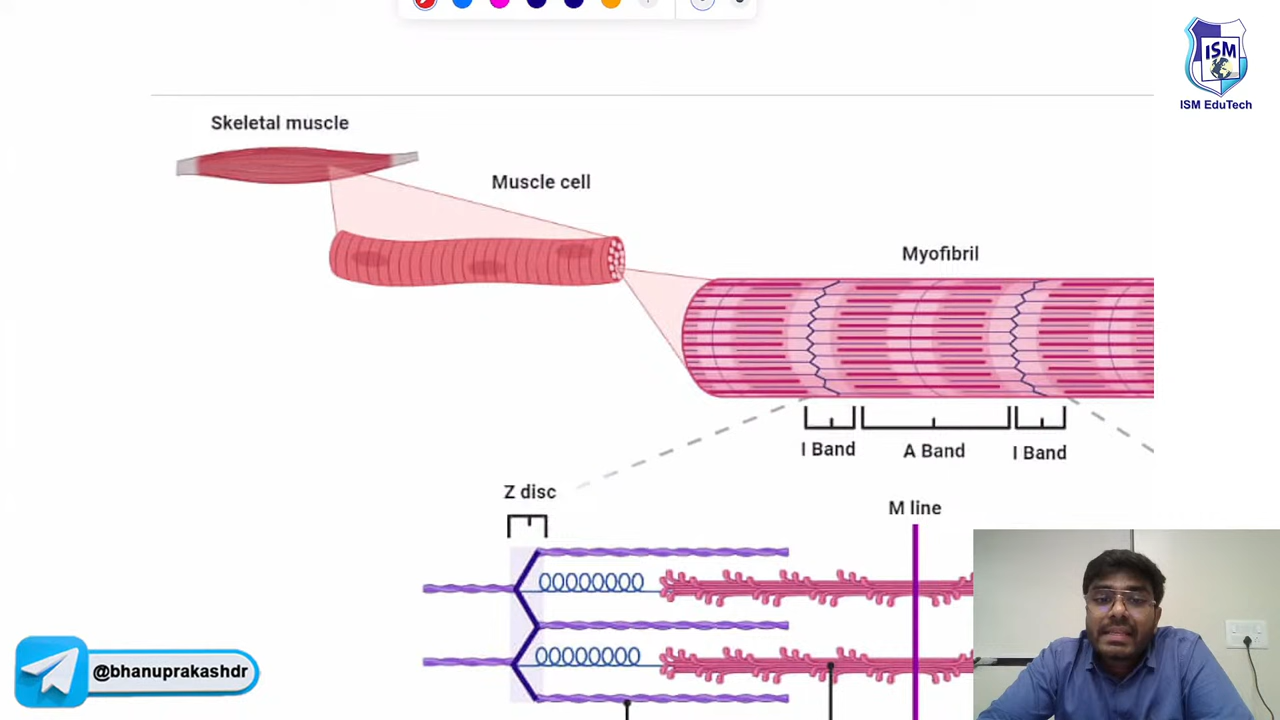 ISM
ISM EduTech
Skeletal muscle
Muscle cell
Myofibril
I Band
A Band
I Band
Z disc
M line
@bhanuprakashdr